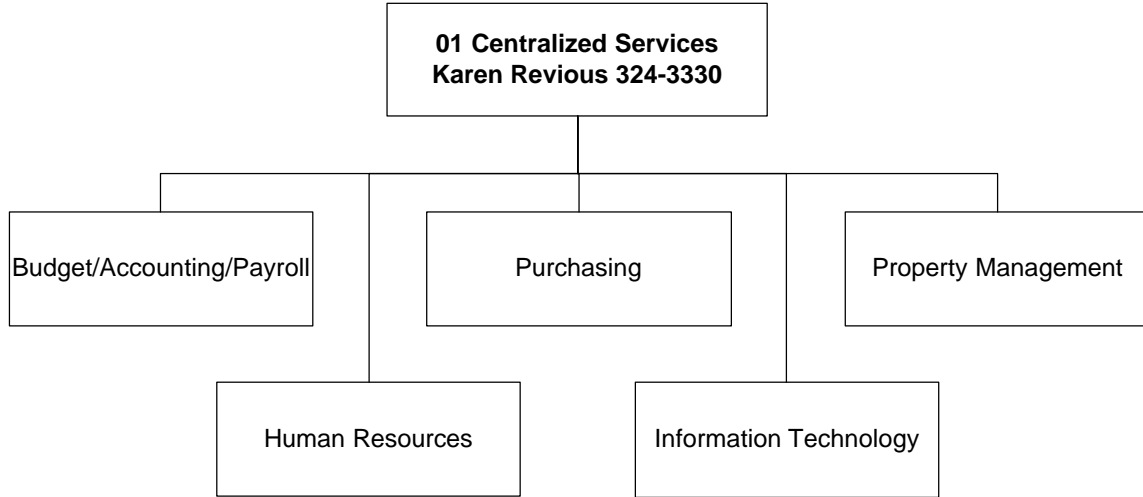 01 Centralized Services
Karen Revious 324-3330
Budget/Accounting/Payroll
Purchasing
Property Management
Human Resources
Information Technology